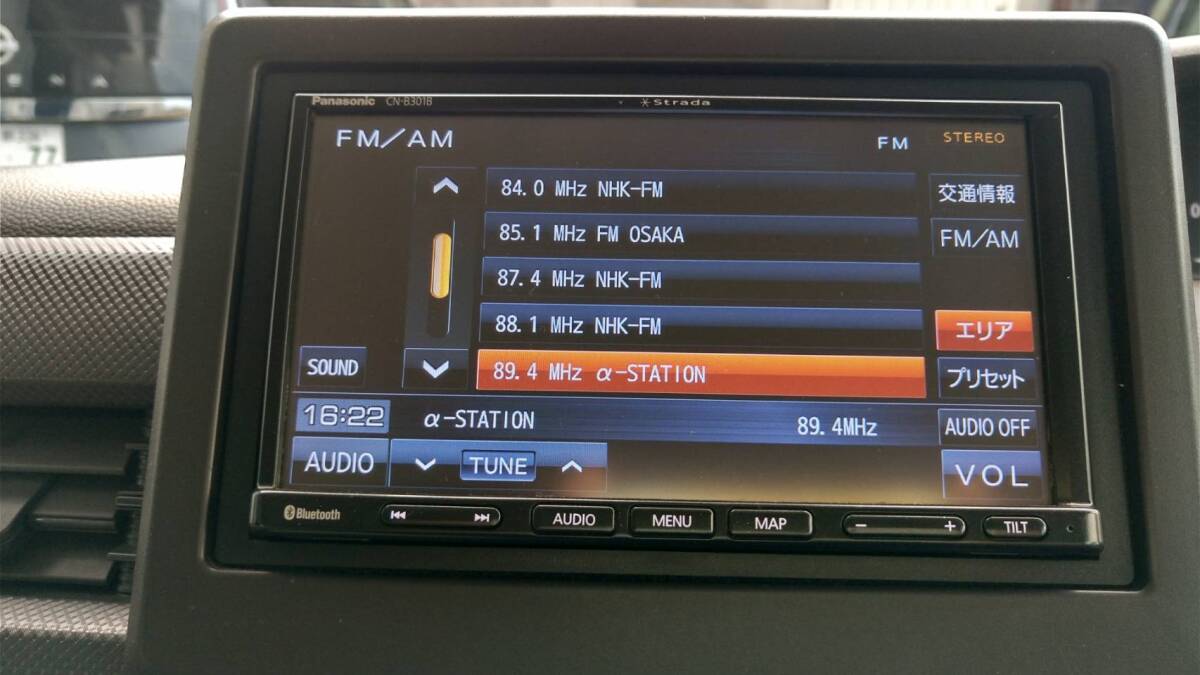 Panasonic CN-B301B Strada
FM/AM FM STEREO
84.0 MHz NHK-FM 交通情報
85.1 MHz FM OSAKA FM/AM
87.4 MHz NHK-FM
88.1 MHz NHK-FM エリア
SOUND 89.4 MHz α-STATION プリセット
16:22 α-STATION 89.4MHz AUDIO OFF
AUDIO TUNE VOL
Bluetooth AUDIO MENU MAP − + TILT
77